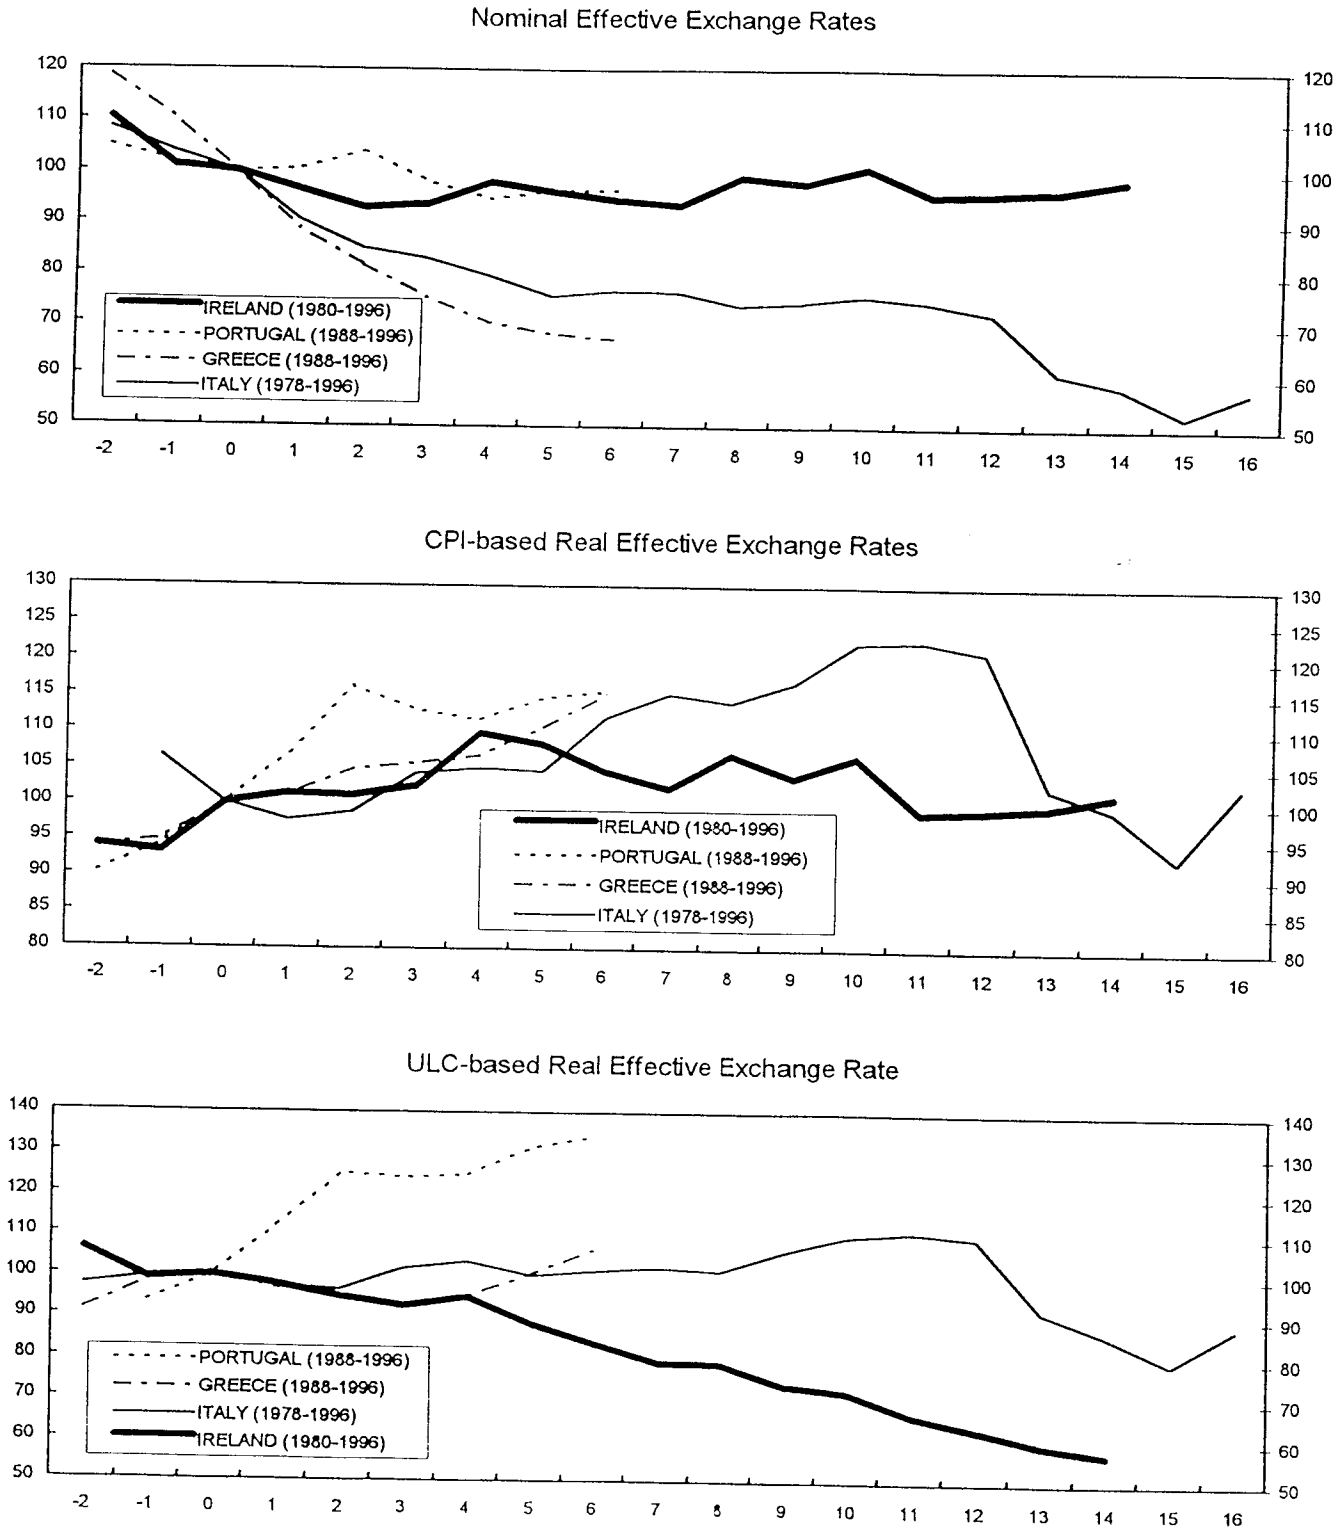 Nominal Effective Exchange Rates
120 120
110 110
100 100
90 90
80 80
70 70
60 60
50 50
IRELAND (1980-1996)
PORTUGAL (1988-1996)
GREECE (1988-1996)
ITALY (1978-1996)
-2 -1 0 1 2 3 4 5 6 7 8 9 10 11 12 13 14 15 16
CPI-based Real Effective Exchange Rates
130 130
125 125
120 120
115 115
110 110
105 105
100 100
95 95
90 90
85 85
80 80
IRELAND (1980-1996)
PORTUGAL (1988-1996)
GREECE (1988-1996)
ITALY (1978-1996)
-2 -1 0 1 2 3 4 5 6 7 8 9 10 11 12 13 14 15 16
ULC-based Real Effective Exchange Rate
140 140
130 130
120 120
110 110
100 100
90 90
80 80
70 70
60 60
50 50
PORTUGAL (1988-1996)
GREECE (1988-1996)
ITALY (1978-1996)
IRELAND (1980-1996)
-2 -1 0 1 2 3 4 5 6 7 8 9 10 11 12 13 14 15 16